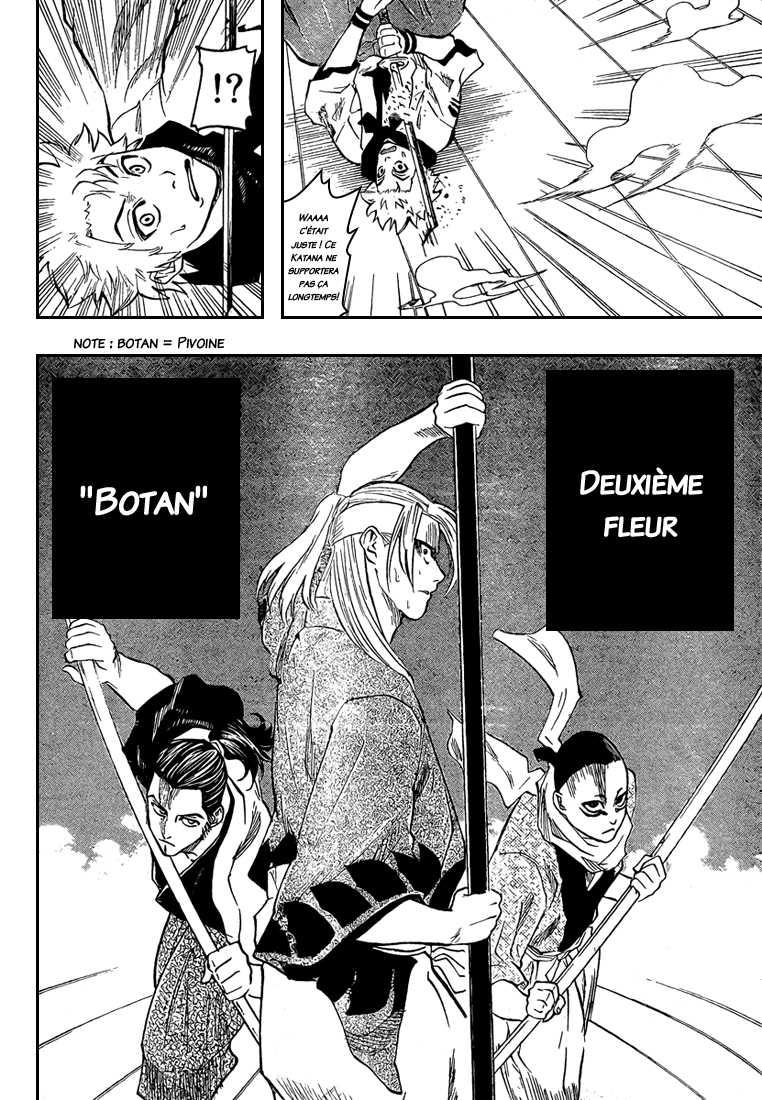 WAAAA
C'ÉTAIT
JUSTE ! CE
KATANA NE
SUPPORTERA
PAS ÇA
LONGTEMPS!
!?
NOTE : BOTAN = PIVOINE
DEUXIÈME
FLEUR
"BOTAN"